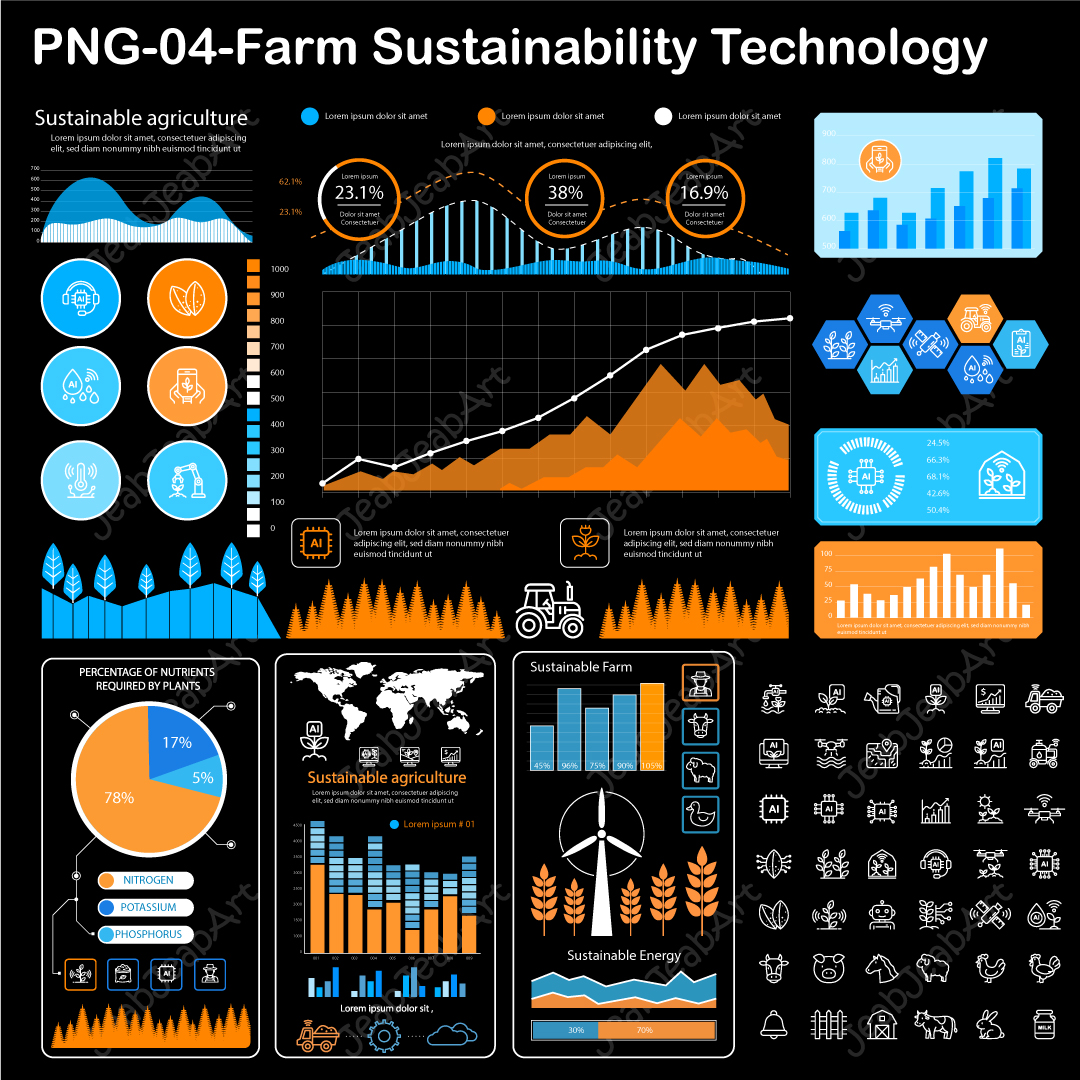 PNG-04-Farm Sustainability Technology
Sustainable agriculture
Lorem ipsum dolor sit amet, consectetuer adipiscing
elit, sed diam nonummy nibh euismod tincidunt ut
700
600
500
400
300
200
100
0
Lorem ipsum dolor sit amet
Lorem ipsum dolor sit amet
Lorem ipsum dolor sit amet
Lorem ipsum dolor sit amet, consectetuer adipiscing elit,
62.1%
23.1%
Lorem ipsum
23.1%
Dolor sit amet
Consectetuer
Lorem ipsum
38%
Dolor sit amet
Consectetuer
Lorem ipsum
16.9%
Dolor sit amet
Consectetuer
900
800
700
600
500
AI
AI
1000
900
800
700
600
500
400
300
200
100
0
AI
AI
AI
24.5%
66.3%
68.1%
42.6%
50.4%
AI
Lorem ipsum dolor sit amet, consectetuer
adipiscing elit, sed diam nonummy nibh
euismod tincidunt ut
Lorem ipsum dolor sit amet, consectetuer
adipiscing elit, sed diam nonummy nibh
euismod tincidunt ut
100
75
50
25
0
Lorem ipsum dolor sit amet, consectetuer adipiscing elit, sed diam nonummy nibh
euismod tincidunt ut
PERCENTAGE OF NUTRIENTS
REQUIRED BY PLANTS
17%
5%
78%
NITROGEN
POTASSIUM
PHOSPHORUS
AI
AI
Sustainable agriculture
Lorem ipsum dolor sit amet, consectetuer adipiscing
elit, sed diam nonummy nibh euismod tincidunt ut
Lorem ipsum # 01
Lorem ipsum dolor sit ,
Sustainable Farm
45%
96%
75%
90%
105%
Sustainable Energy
30%
70%
AI
AI
AI
AI
AI
AI
AI
AI
AI
AI
MILK
JeabArt